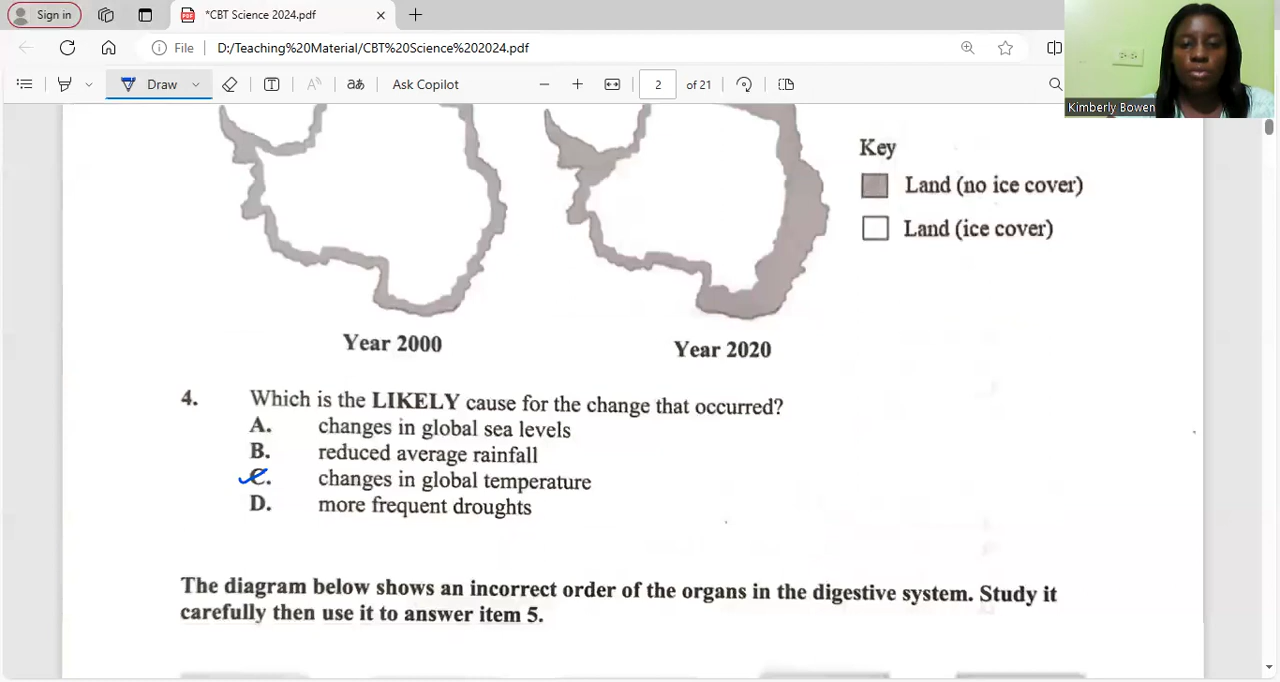 Sign in
*CBT Science 2024.pdf
File
D:/Teaching%20Material/CBT%20Science%202024.pdf
Draw
aあ
Ask Copilot
2 of 21
Kimberly Bowen
Key
Land (no ice cover)
Land (ice cover)
Year 2000
Year 2020
4. Which is the LIKELY cause for the change that occurred?
A. changes in global sea levels
B. reduced average rainfall
C. changes in global temperature
D. more frequent droughts
The diagram below shows an incorrect order of the organs in the digestive system. Study it
carefully then use it to answer item 5.